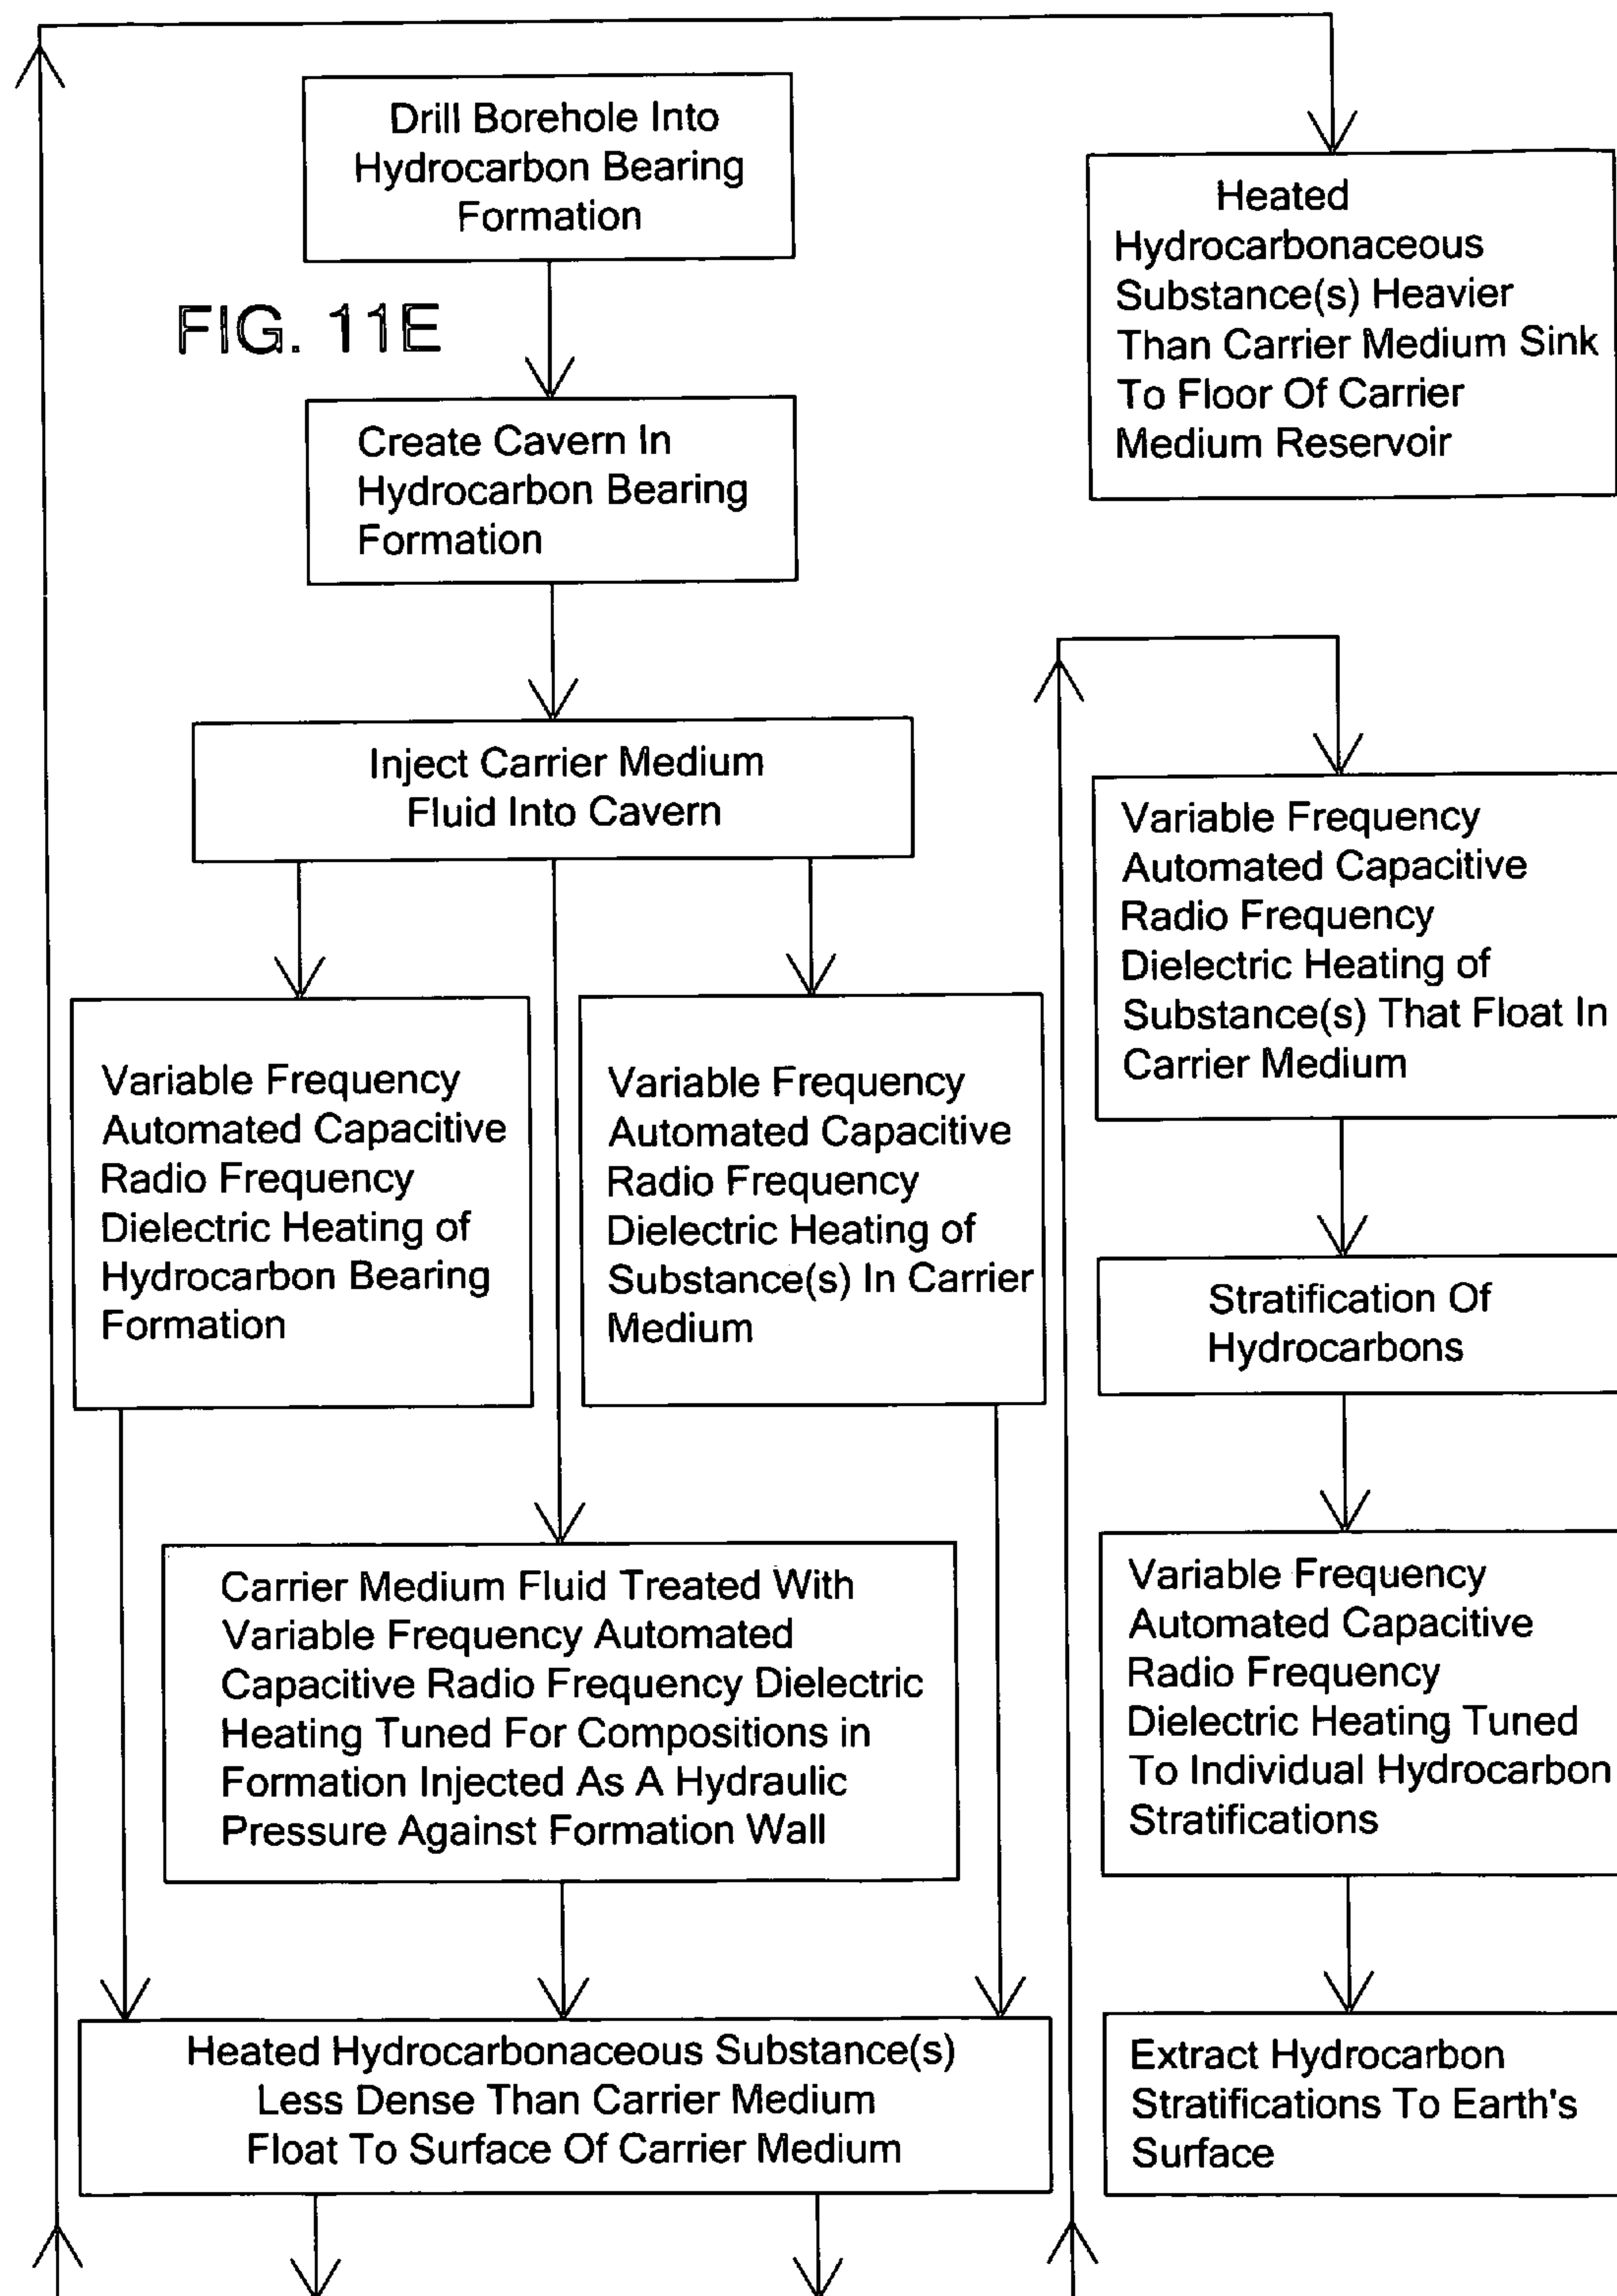 Drill Borehole Into
Hydrocarbon Bearing
Formation
FIG. 11E
Create Cavern In
Hydrocarbon Bearing
Formation
Inject Carrier Medium
Fluid Into Cavern
Variable Frequency
Automated Capacitive
Radio Frequency
Dielectric Heating of
Hydrocarbon Bearing
Formation
Variable Frequency
Automated Capacitive
Radio Frequency
Dielectric Heating of
Substance(s) In Carrier
Medium
Carrier Medium Fluid Treated With
Variable Frequency Automated
Capacitive Radio Frequency Dielectric
Heating Tuned For Compositions in
Formation Injected As A Hydraulic
Pressure Against Formation Wall
Heated Hydrocarbonaceous Substance(s)
Less Dense Than Carrier Medium
Float To Surface Of Carrier Medium
Heated
Hydrocarbonaceous
Substance(s) Heavier
Than Carrier Medium Sink
To Floor Of Carrier
Medium Reservoir
Variable Frequency
Automated Capacitive
Radio Frequency
Dielectric Heating of
Substance(s) That Float In
Carrier Medium
Stratification Of
Hydrocarbons
Variable Frequency
Automated Capacitive
Radio Frequency
Dielectric Heating Tuned
To Individual Hydrocarbon
Stratifications
Extract Hydrocarbon
Stratifications To Earth's
Surface